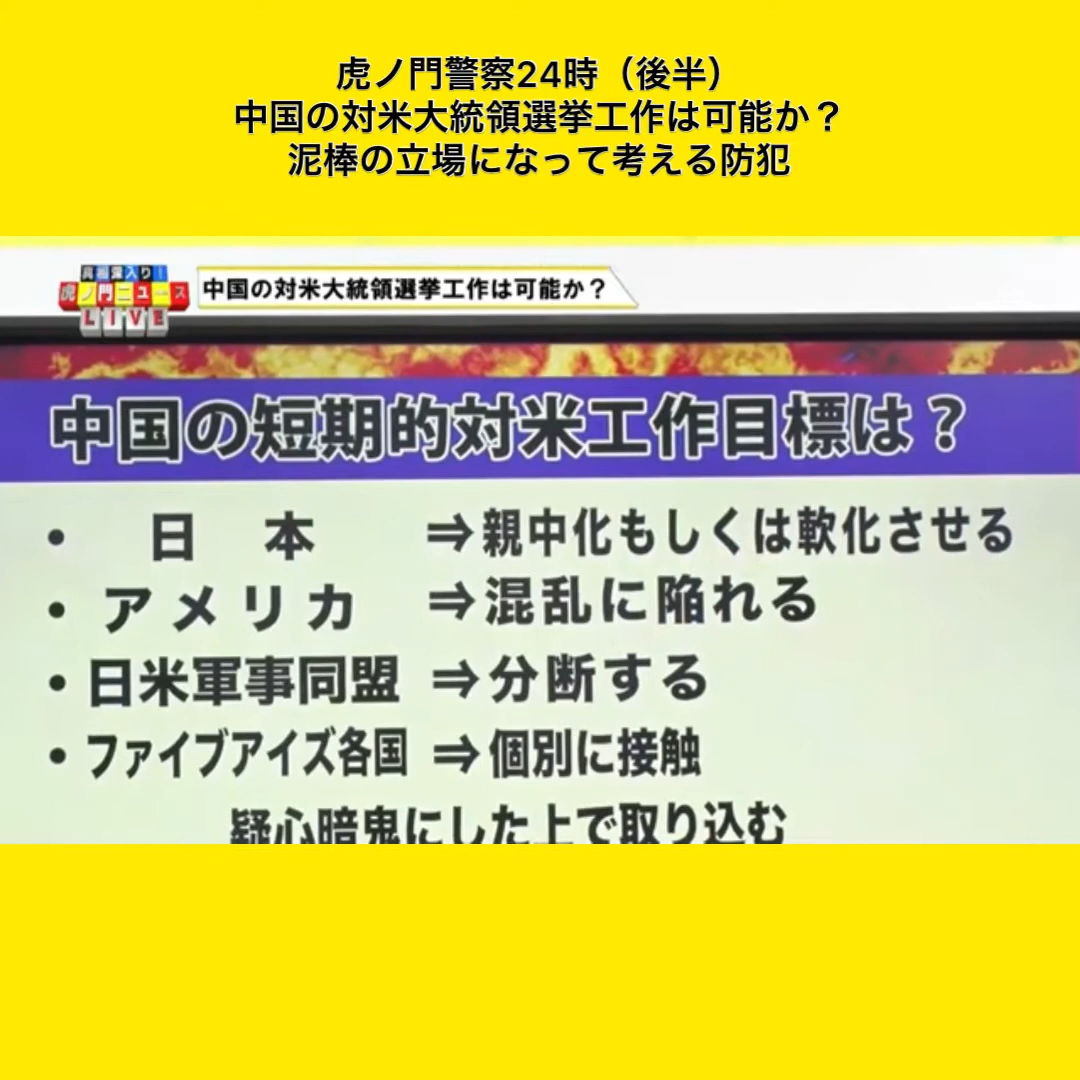 虎ノ門警察24時（後半）
中国の対米大統領選挙工作は可能か？
泥棒の立場になって考える防犯
真相深入り！
虎ノ門ニュース
LIVE
中国の対米大統領選挙工作は可能か？
中国の短期的対米工作目標は？
• 日本 ⇒親中化もしくは軟化させる
• アメリカ ⇒混乱に陥れる
• 日米軍事同盟 ⇒分断する
• ファイブアイズ各国 ⇒個別に接触
疑心暗鬼にした上で取り込む